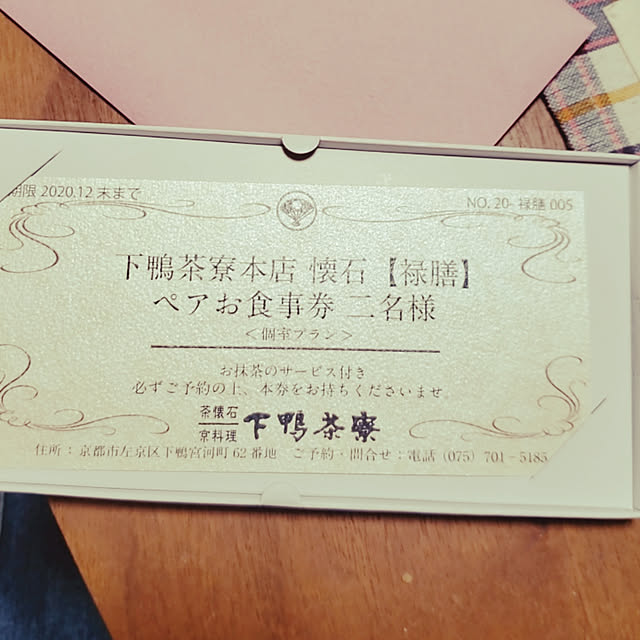 期限 2020.12 末まで
NO. 20- 禄膳 005
下鴨茶寮本店 懐石【禄膳】
ペアお食事券 二名様
＜個室プラン＞
お抹茶のサービス付き
必ずご予約の上、本券をお持ちくださいませ。
茶懐石
京料理
下鴨茶寮
住所：京都市左京区下鴨宮河町 62 番地　ご予約・問合せ：電話 (075) 701-5185